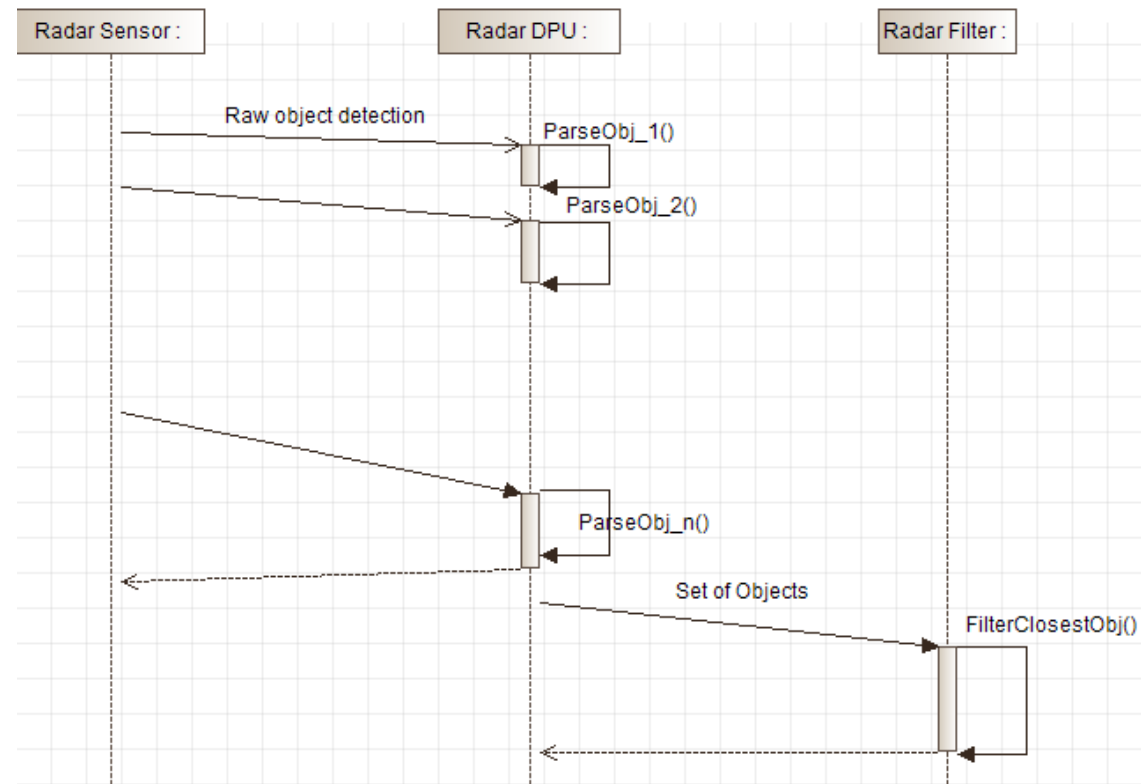 Radar Sensor :
Radar DPU :
Radar Filter :
Raw object detection
ParseObj_1()
ParseObj_2()
ParseObj_n()
Set of Objects
FilterClosestObj()